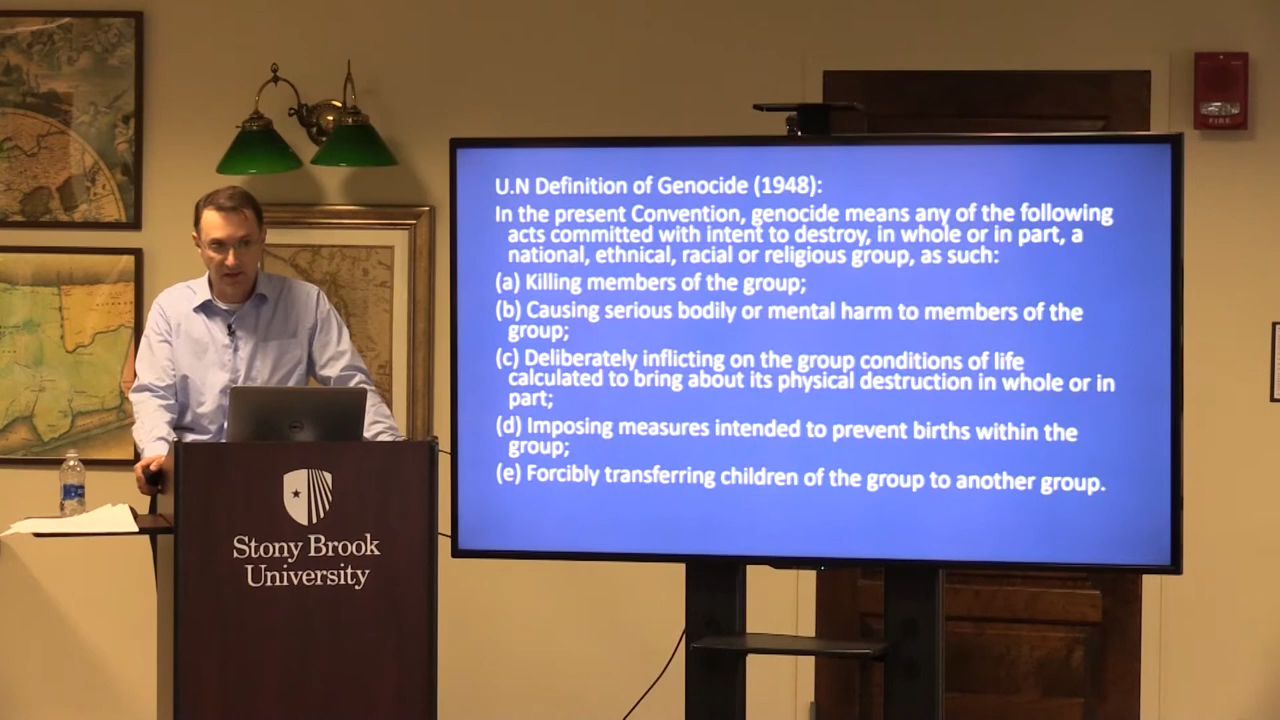 U.N Definition of Genocide (1948):
In the present Convention, genocide means any of the following
acts committed with intent to destroy, in whole or in part, a
national, ethnical, racial or religious group, as such:
(a) Killing members of the group;
(b) Causing serious bodily or mental harm to members of the
group;
(c) Deliberately inflicting on the group conditions of life
calculated to bring about its physical destruction in whole or in
part;
(d) Imposing measures intended to prevent births within the
group;
(e) Forcibly transferring children of the group to another group.
Stony Brook
University
FIRE